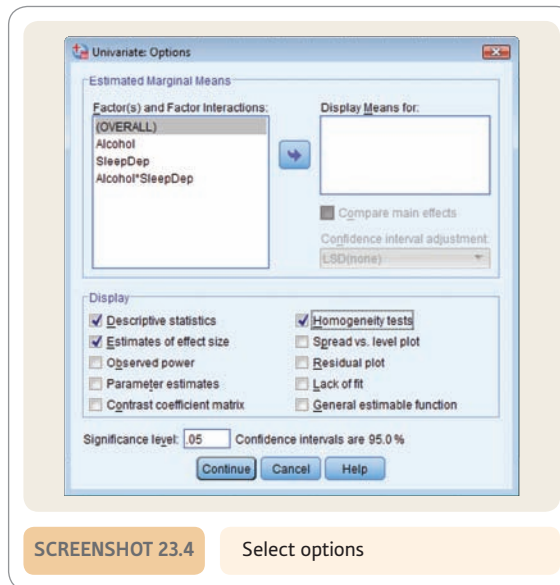 Univariate: Options
Estimated Marginal Means
Factor(s) and Factor Interactions:
(OVERALL)
Alcohol
SleepDep
Alcohol*SleepDep
Display Means for:
Compare main effects
Confidence interval adjustment:
LSD(none)
Display
Descriptive statistics
Homogeneity tests
Estimates of effect size
Spread vs. level plot
Observed power
Residual plot
Parameter estimates
Lack of fit
Contrast coefficient matrix
General estimable function
Significance level: .05 Confidence intervals are 95.0 %
Continue Cancel Help
SCREENSHOT 23.4 Select options